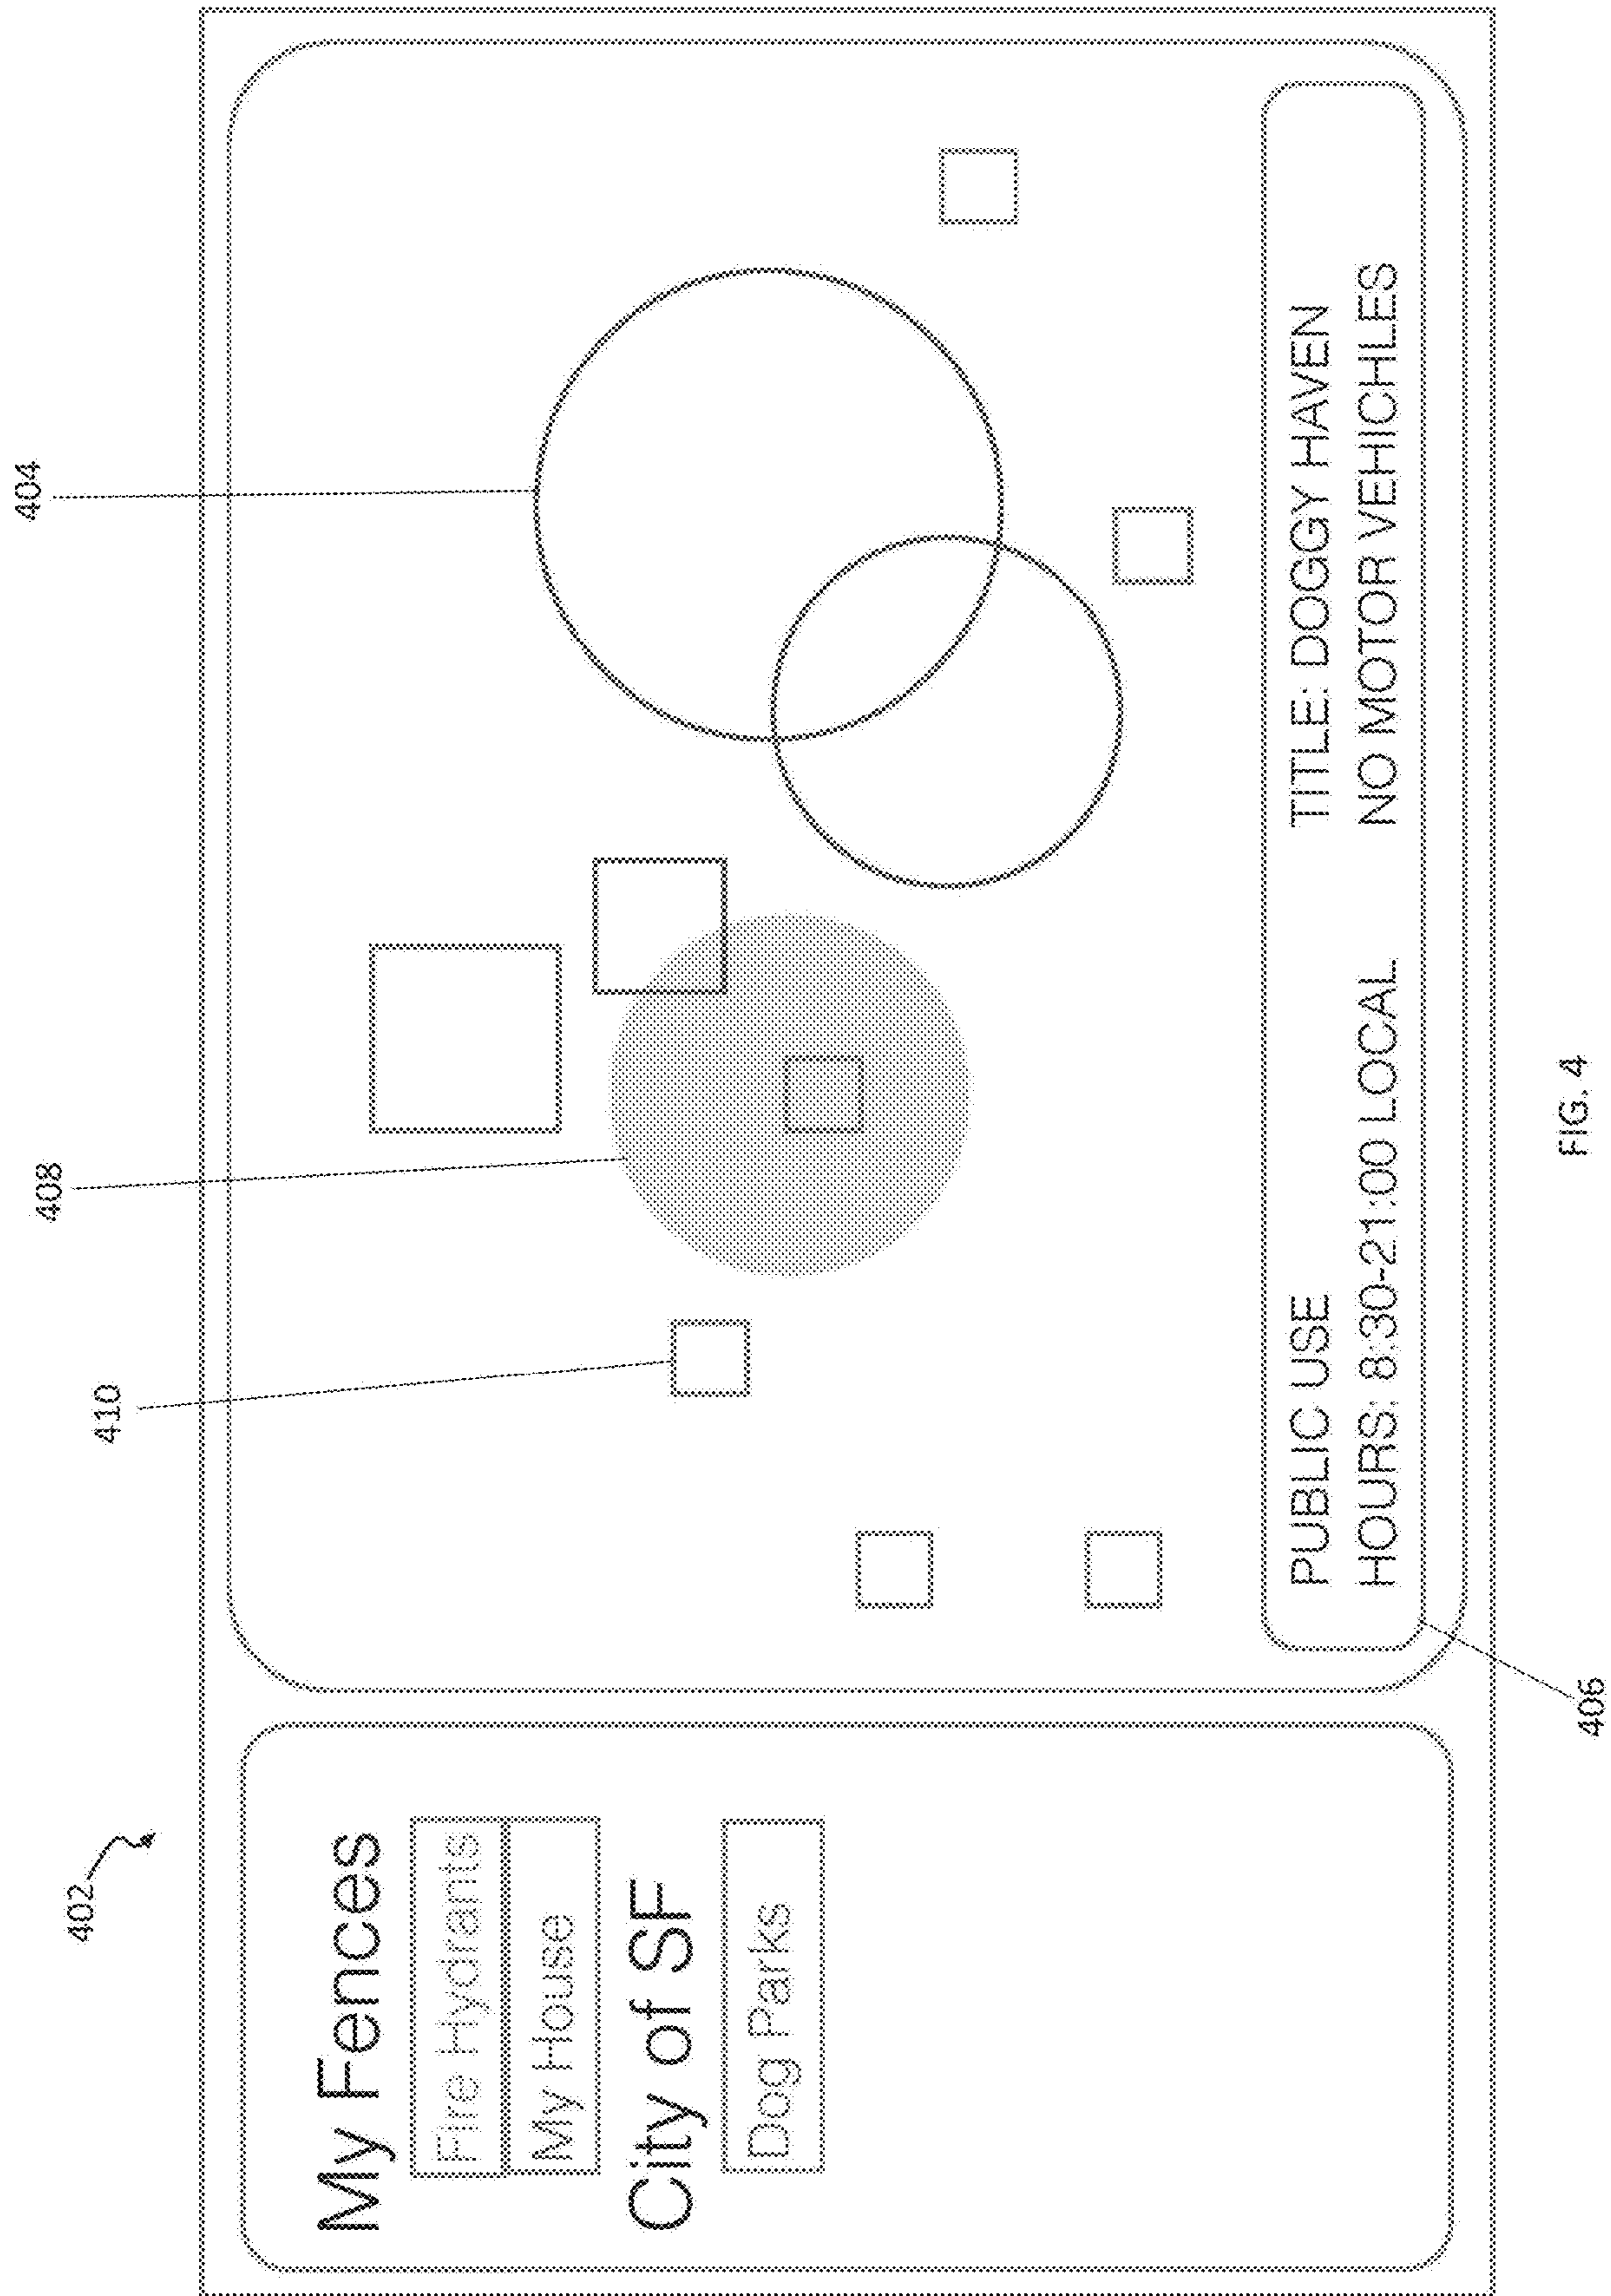 402
410
408
404
My Fences
Fire Hydrants
My House
City of SF
Dog Parks
PUBLIC USE
HOURS: 8:30-21:00 LOCAL
TITLE: DOGGY HAVEN
NO MOTOR VEHICHLES
406
FIG. 4